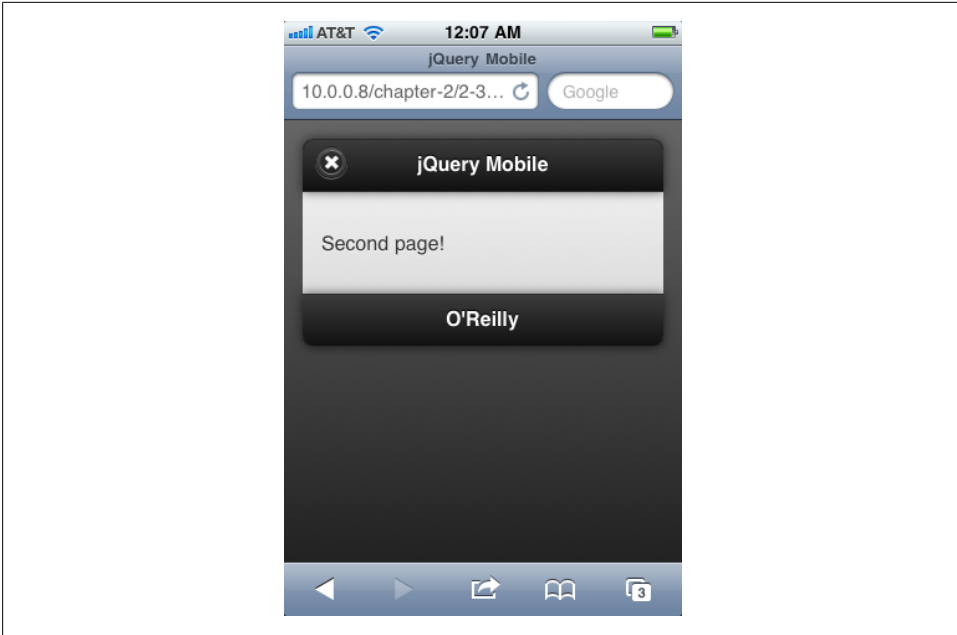 AT&T 12:07 AM
jQuery Mobile
10.0.0.8/chapter-2/2-3... Google
jQuery Mobile
Second page!
O'Reilly
3